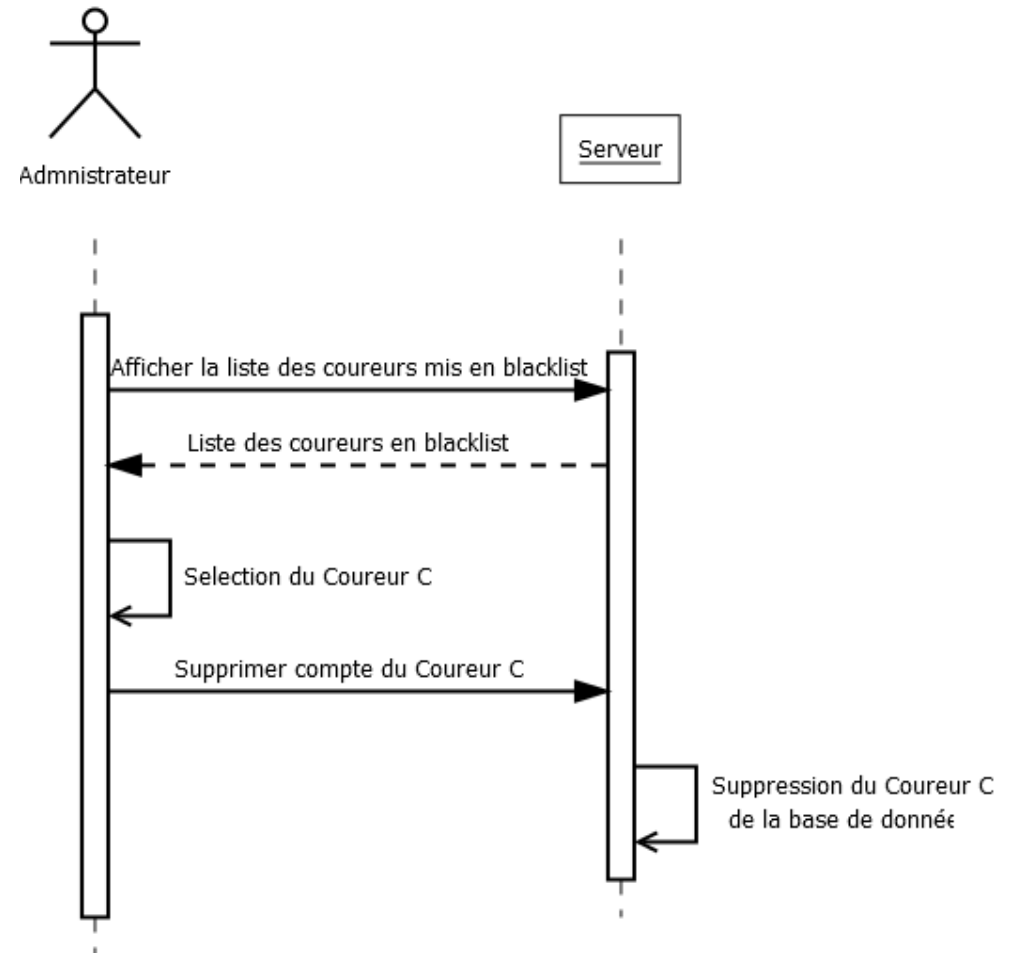 Admnistrateur
Serveur
Afficher la liste des coureurs mis en blacklist
Liste des coureurs en blacklist
Selection du Coureur C
Supprimer compte du Coureur C
Suppression du Coureur C
de la base de donnée